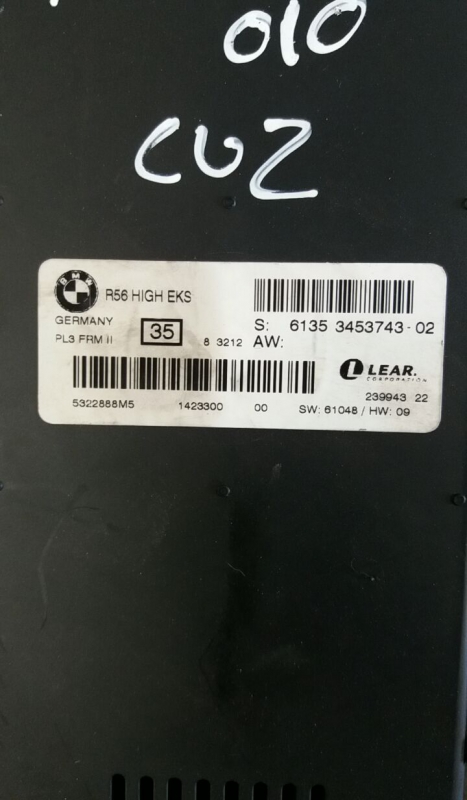 010
CUZ
BMW
R56 HIGH EKS
GERMANY
PL3 FRM II
35
8 3212
S: 6135 3453743-02
AW:
LEAR.
CORPORATION
239943 22
5322888M5 1423300 00 SW: 61048 / HW: 09